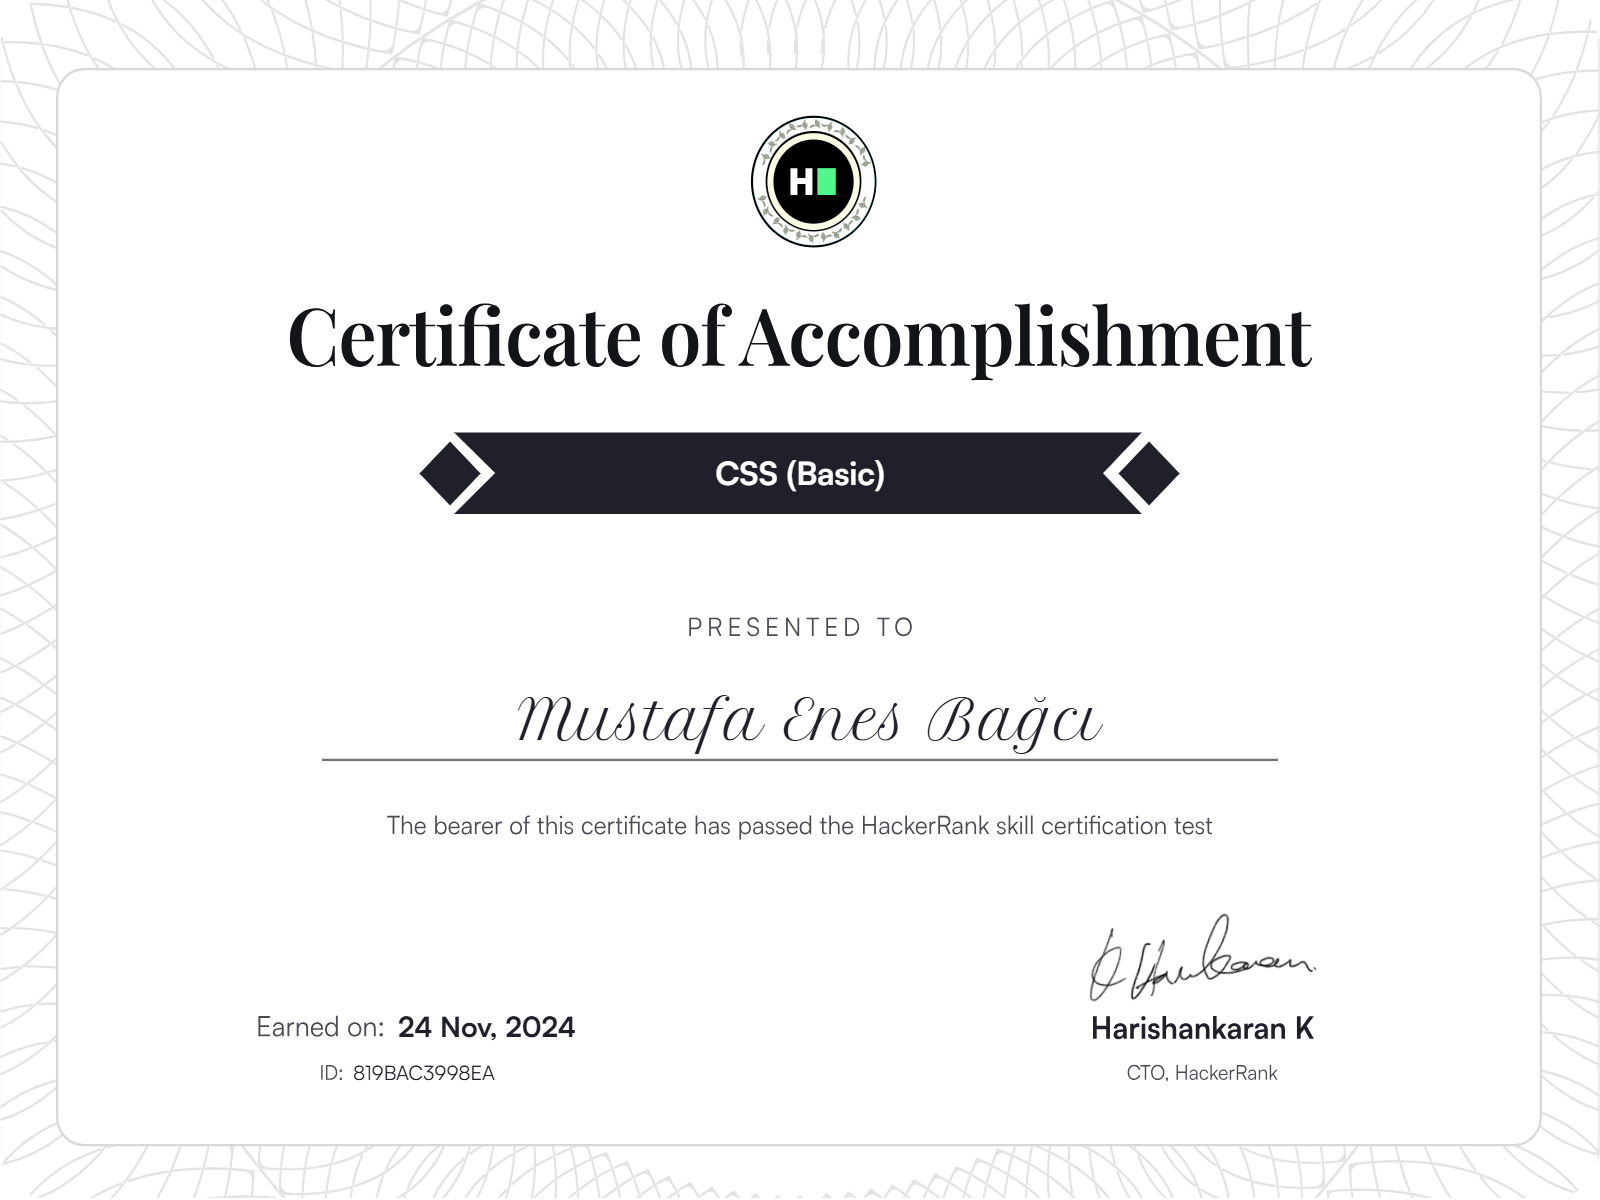 H
Certificate of Accomplishment
CSS (Basic)
PRESENTED TO
Mustafa Enes Bağcı
The bearer of this certificate has passed the HackerRank skill certification test
Earned on: 24 Nov, 2024
ID: 819BAC3998EA
Harishankaran K
CTO, HackerRank